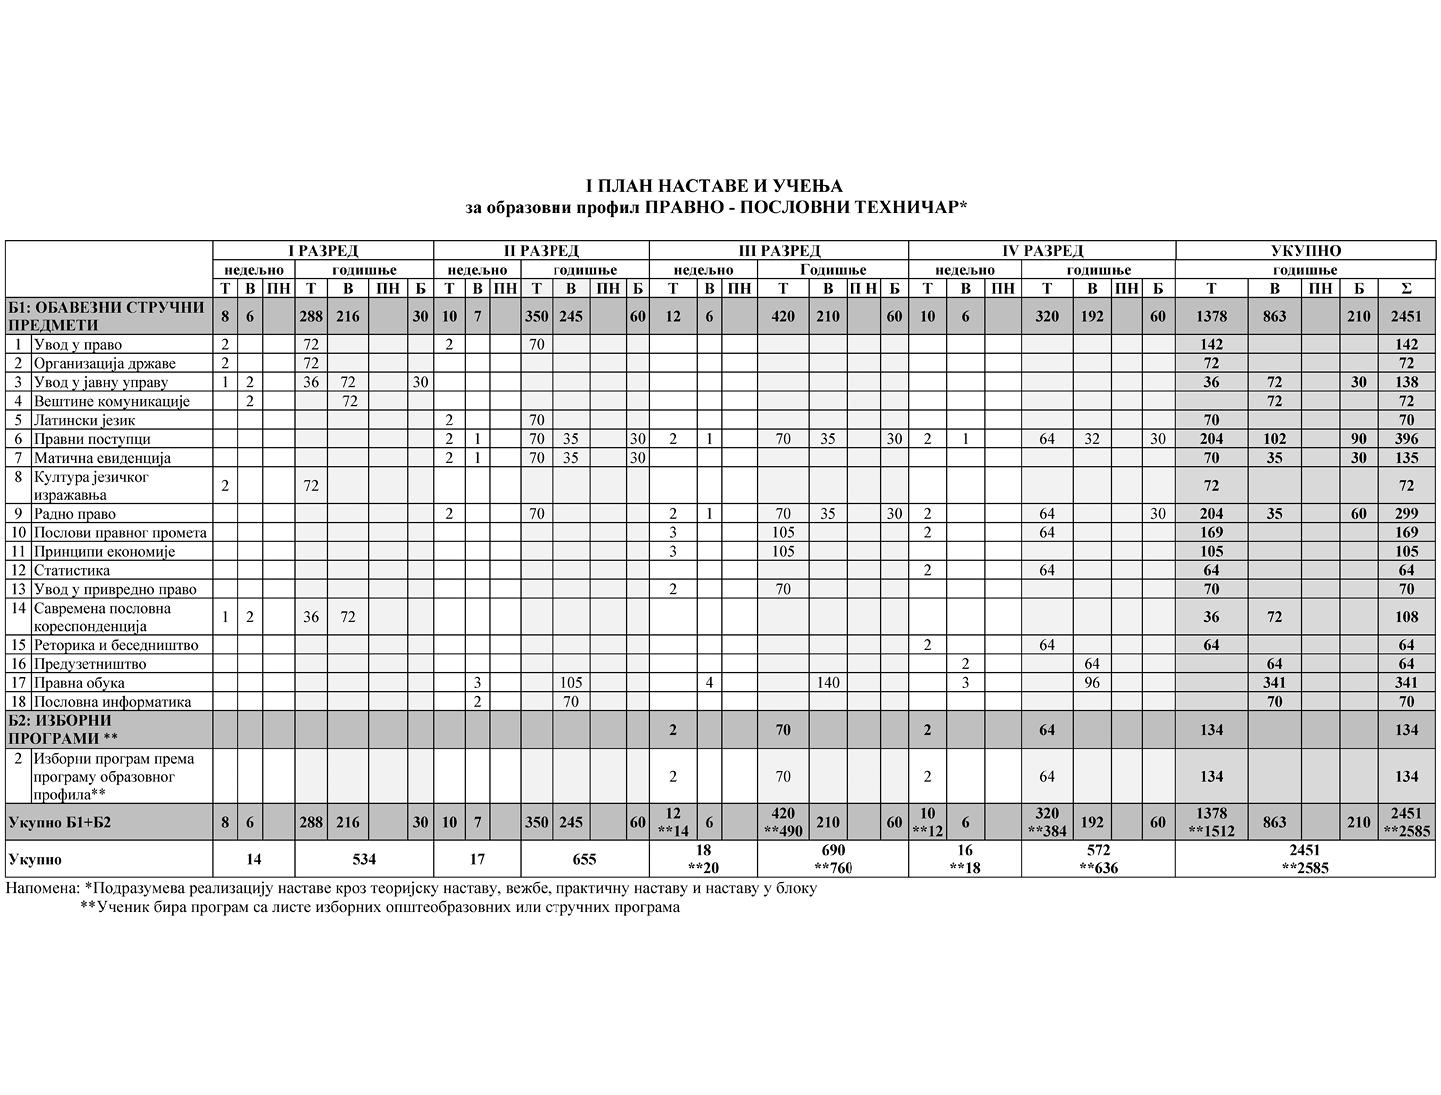 I ПЛАН НАСТАВЕ И УЧЕЊА
за образовни профил ПРАВНО - ПОСЛОВНИ ТЕХНИЧАР*
I РАЗРЕД II РАЗРЕД III РАЗРЕД IV РАЗРЕД УКУПНО
недељно годишње недељно годишње недељно Годишње недељно годишње годишње
Т В ПН Т В ПН Б Т В ПН Т В ПН Б Т В ПН Т В П Н Б Т В ПН Т В ПН Б Т В ПН Б Σ
Б1: ОБАВЕЗНИ СТРУЧНИ
ПРЕДМЕТИ 8 6 288 216 30 10 7 350 245 60 12 6 420 210 60 10 6 320 192 60 1378 863 210 2451
1 Увод у право 2 72 2 70 142 142
2 Организација државе 2 72 72 72
3 Увод у јавну управу 1 2 36 72 30 36 72 30 138
4 Вештине комуникације 2 72 72 72
5 Латински језик 2 70 70 70
6 Правни поступци 2 1 70 35 30 2 1 70 35 30 2 1 64 32 30 204 102 90 396
7 Матична евиденција 2 1 70 35 30 70 35 30 135
8 Култура језичког
изражавња 2 72 72 72
9 Радно право 2 70 2 1 70 35 30 2 64 30 204 35 60 299
10 Послови правног промета 3 105 2 64 169 169
11 Принципи економије 3 105 105 105
12 Статистика 2 64 64 64
13 Увод у привредно право 2 70 70 70
14 Савремена пословна
кореспонденција 1 2 36 72 36 72 108
15 Реторика и беседништво 2 64 64 64
16 Предузетништво 2 64 64 64
17 Правна обука 3 105 4 140 3 96 341 341
18 Пословна информатика 2 70 70 70
Б2: ИЗБОРНИ
ПРОГРАМИ ** 2 70 2 64 134 134
2 Изборни програм према
програму образовног
профила** 2 70 2 64 134 134
Укупно Б1+Б2 8 6 288 216 30 10 7 350 245 60 12 6 420 210 60 10 6 320 192 60 1378 863 210 2451
**14 **490 **12 **384 **1512 **2585
Укупно 14 534 17 655 18 690 16 572 2451
**20 **760 **18 **636 **2585
Напомена: *Подразумева реализацију наставе кроз теоријску наставу, вежбе, практичну наставу и наставу у блоку
**Ученик бира програм са листе изборних општеобразовних или стручних програма